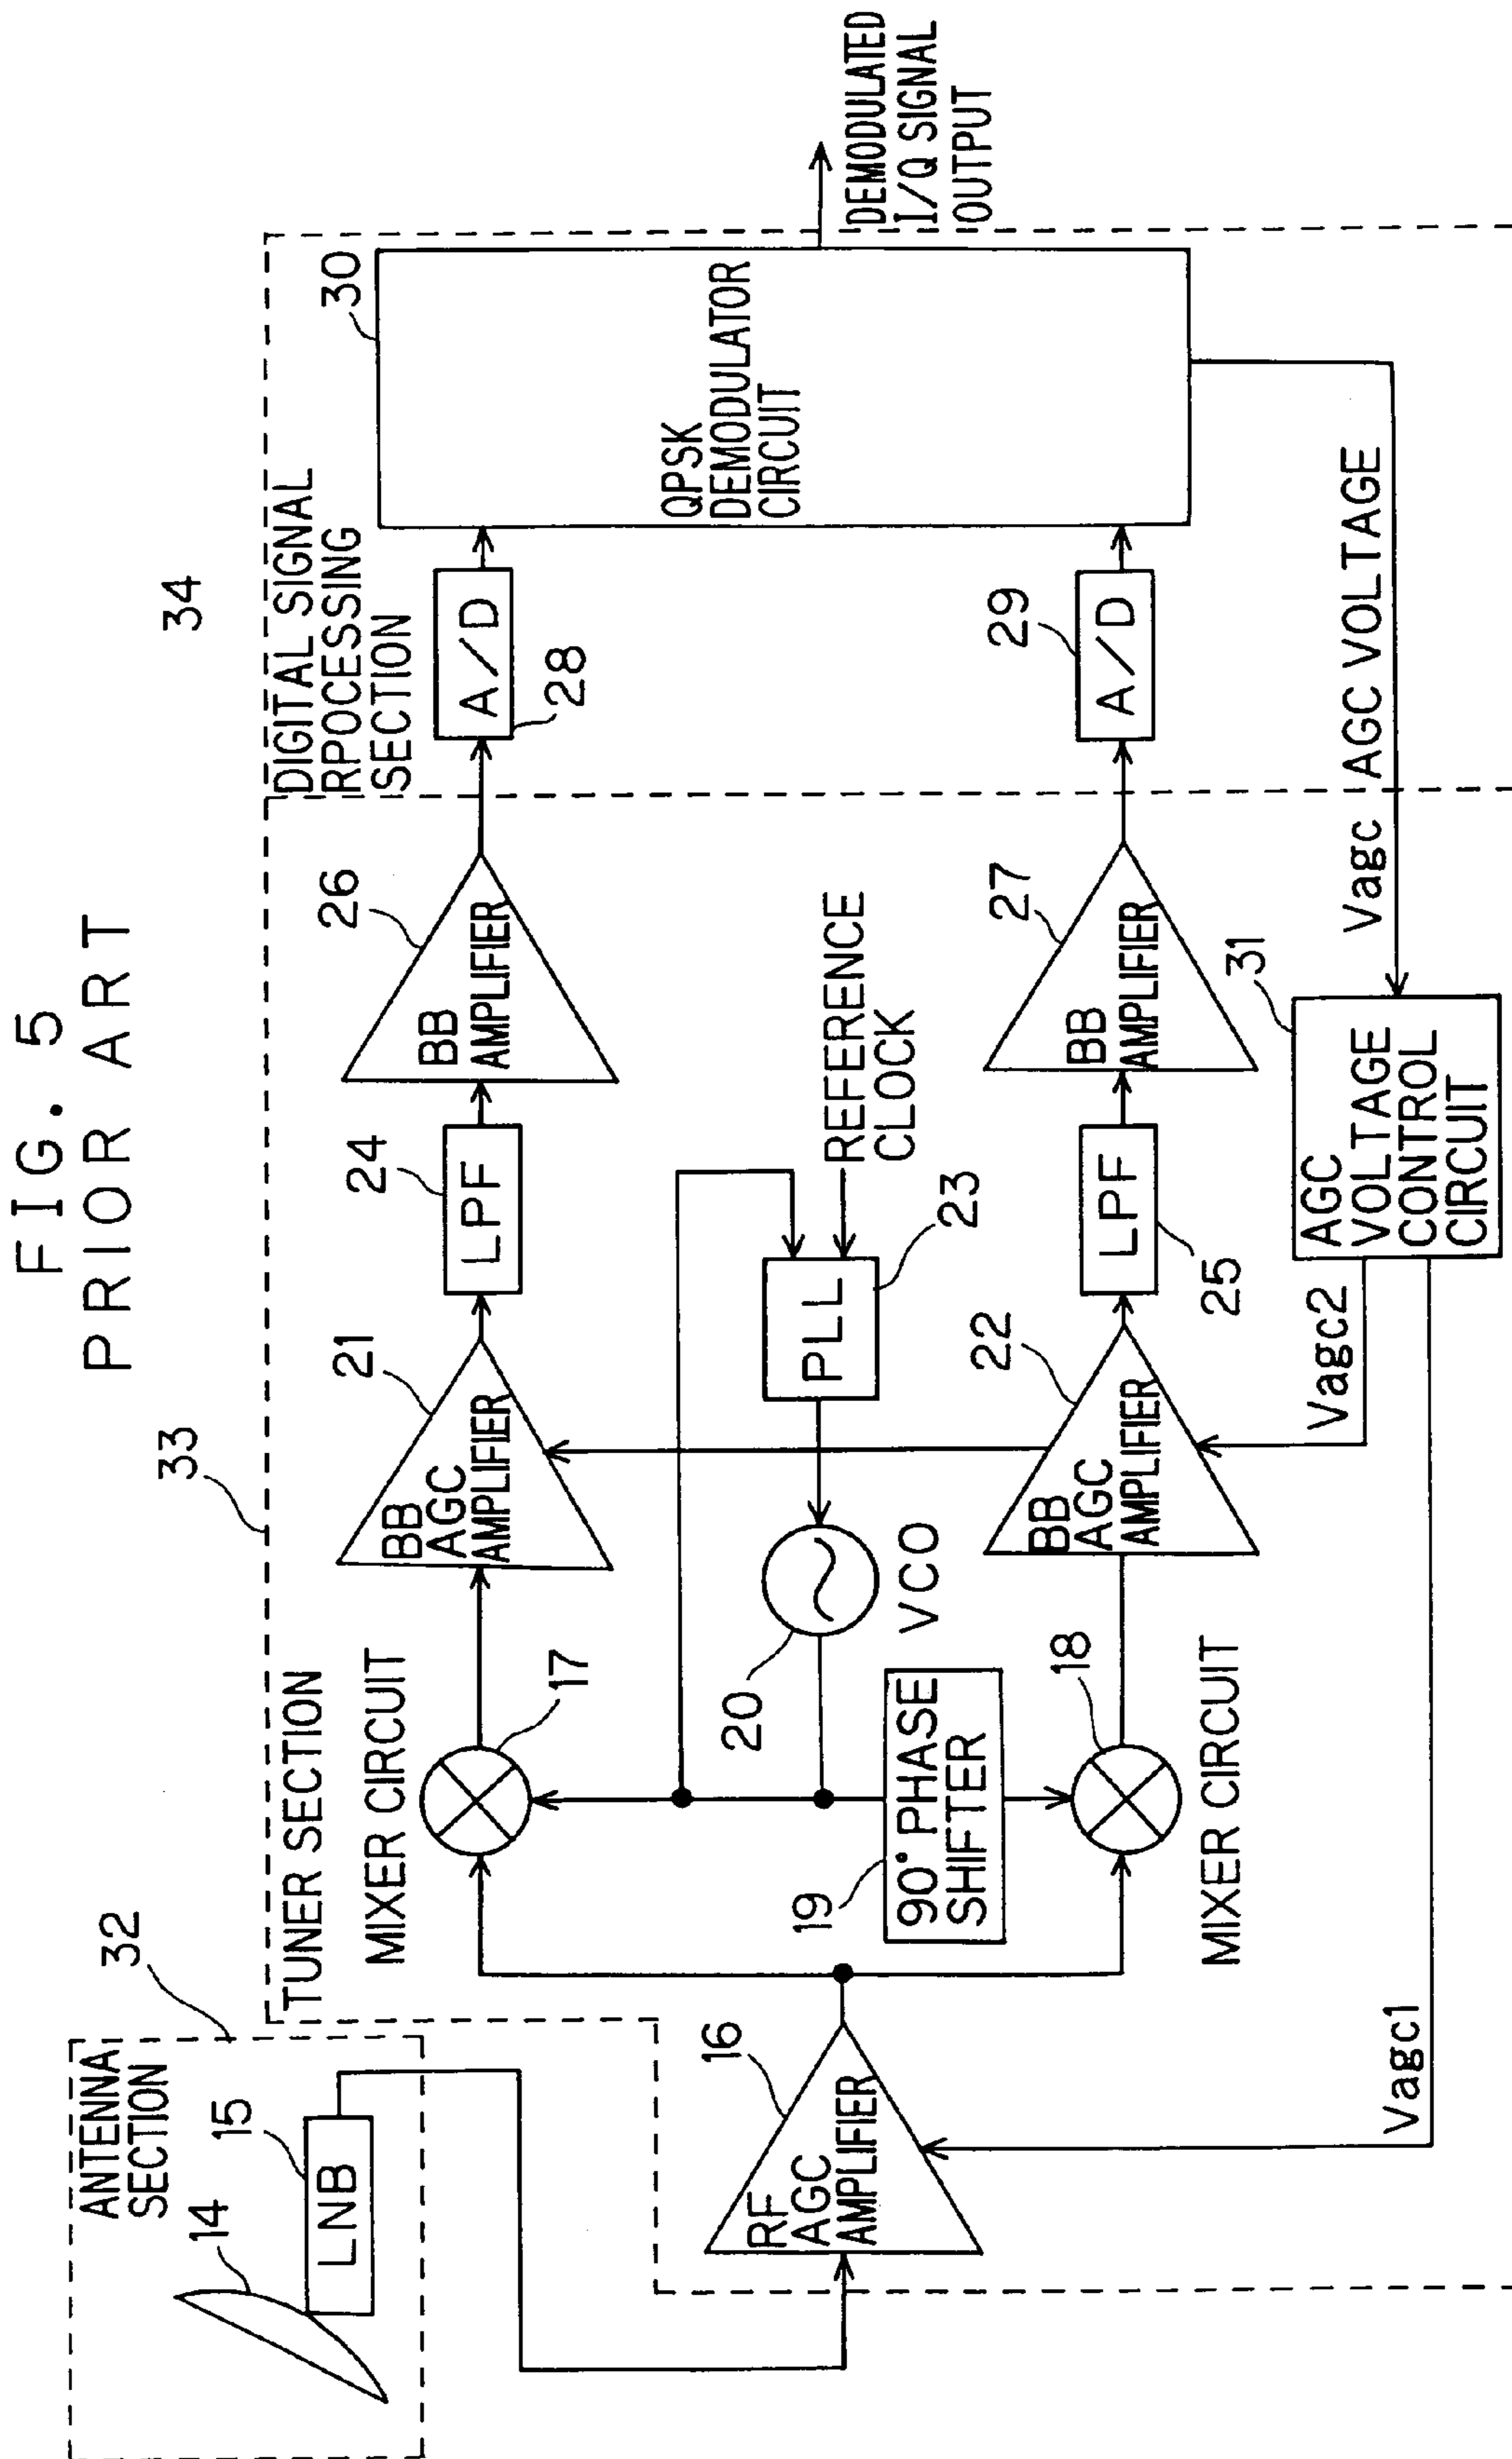 FIG. 5
PRIOR ART
32
ANTENNA
SECTION
14
15
LNB
33
TUNER SECTION
34
DIGITAL SIGNAL
RPOCESSING
SECTION
16
RF
AGC
AMPLIFIER
MIXER CIRCUIT
17
21
BB
AGC
AMPLIFIER
24
LPF
26
BB
AMPLIFIER
A/D
28
30
QPSK
DEMODULATOR
CIRCUIT
DEMODULATED
I/Q SIGNAL
OUTPUT
20
VCO
PLL
23
REFERENCE
CLOCK
19
90° PHASE
SHIFTER
18
MIXER CIRCUIT
22
BB
AGC
AMPLIFIER
LPF
25
27
BB
AMPLIFIER
29
A/D
Vagc1
Vagc2
31
AGC
VOLTAGE
CONTROL
CIRCUIT
Vagc AGC VOLTAGE